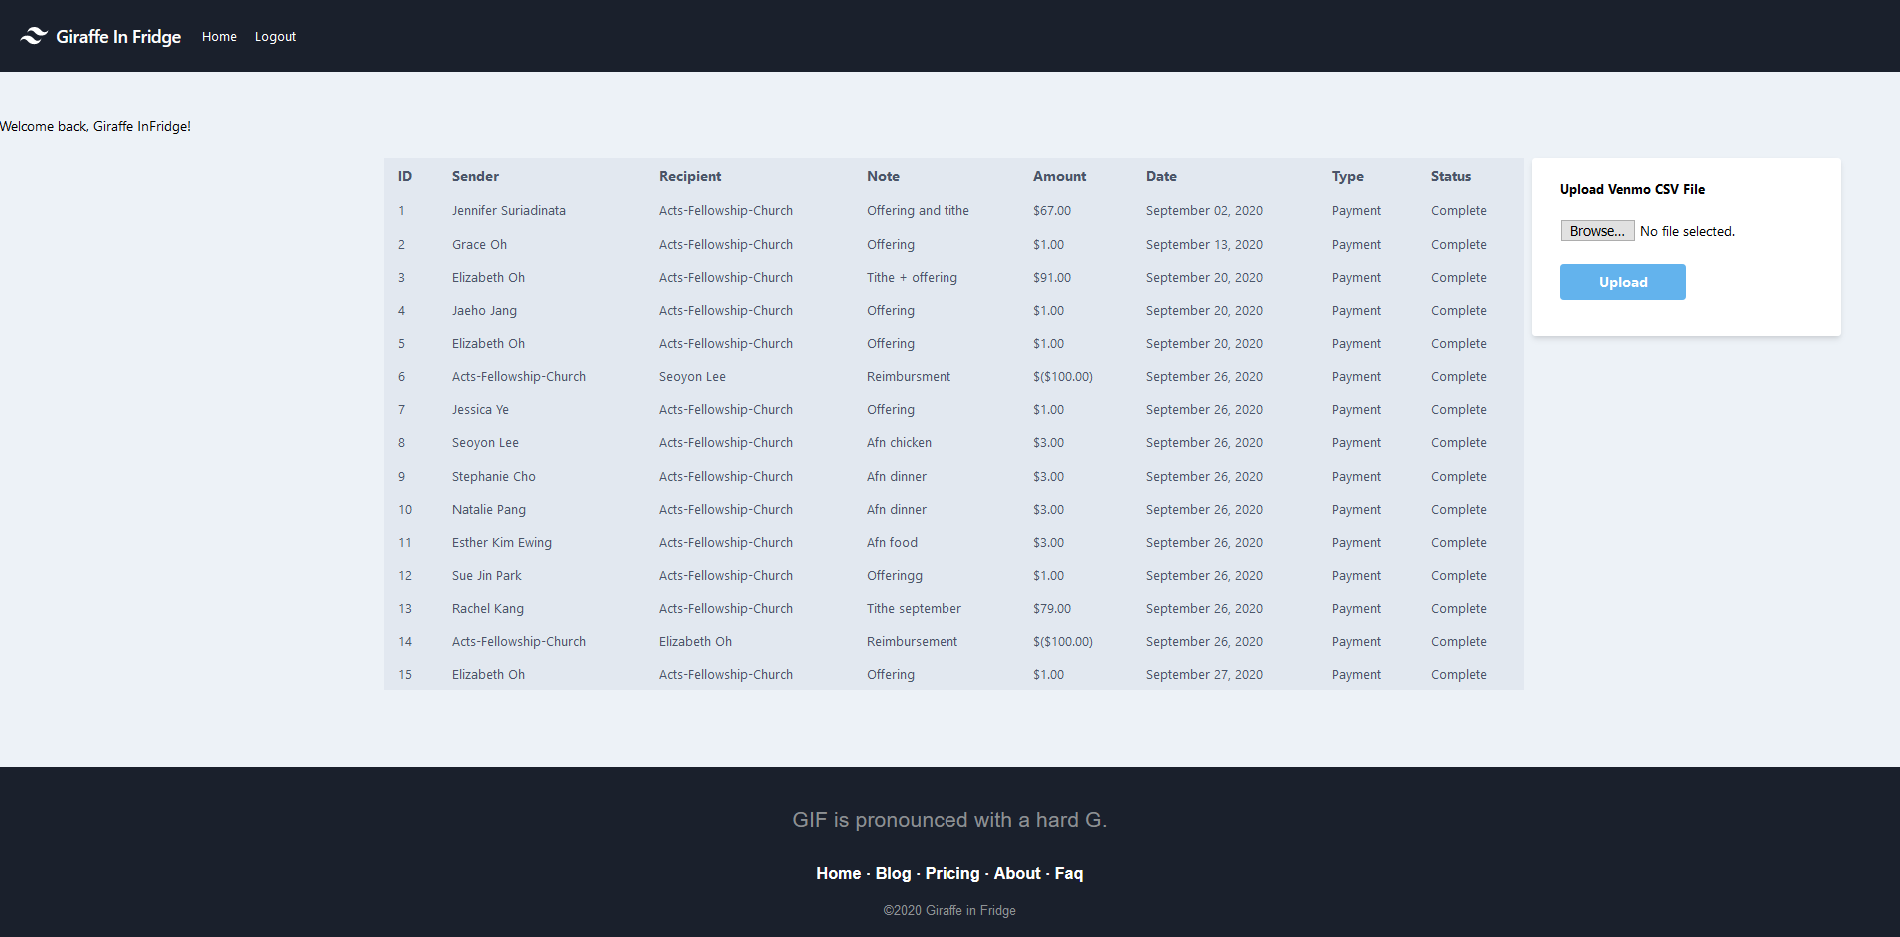 Giraffe In Fridge Home Logout
Welcome back, Giraffe InFridge!
ID Sender Recipient Note Amount Date Type Status
1 Jennifer Suriadinata Acts-Fellowship-Church Offering and tithe $67.00 September 02, 2020 Payment Complete
2 Grace Oh Acts-Fellowship-Church Offering $1.00 September 13, 2020 Payment Complete
3 Elizabeth Oh Acts-Fellowship-Church Tithe + offering $91.00 September 20, 2020 Payment Complete
4 Jaeho Jang Acts-Fellowship-Church Offering $1.00 September 20, 2020 Payment Complete
5 Elizabeth Oh Acts-Fellowship-Church Offering $1.00 September 20, 2020 Payment Complete
6 Acts-Fellowship-Church Seoyon Lee Reimbursment $($100.00) September 26, 2020 Payment Complete
7 Jessica Ye Acts-Fellowship-Church Offering $1.00 September 26, 2020 Payment Complete
8 Seoyon Lee Acts-Fellowship-Church Afn chicken $3.00 September 26, 2020 Payment Complete
9 Stephanie Cho Acts-Fellowship-Church Afn dinner $3.00 September 26, 2020 Payment Complete
10 Natalie Pang Acts-Fellowship-Church Afn dinner $3.00 September 26, 2020 Payment Complete
11 Esther Kim Ewing Acts-Fellowship-Church Afn food $3.00 September 26, 2020 Payment Complete
12 Sue Jin Park Acts-Fellowship-Church Offeringg $1.00 September 26, 2020 Payment Complete
13 Rachel Kang Acts-Fellowship-Church Tithe september $79.00 September 26, 2020 Payment Complete
14 Acts-Fellowship-Church Elizabeth Oh Reimbursement $($100.00) September 26, 2020 Payment Complete
15 Elizabeth Oh Acts-Fellowship-Church Offering $1.00 September 27, 2020 Payment Complete
Upload Venmo CSV File
Browse... No file selected.
Upload
GIF is pronounced with a hard G.
Home · Blog · Pricing · About · Faq
©2020 Giraffe in Fridge